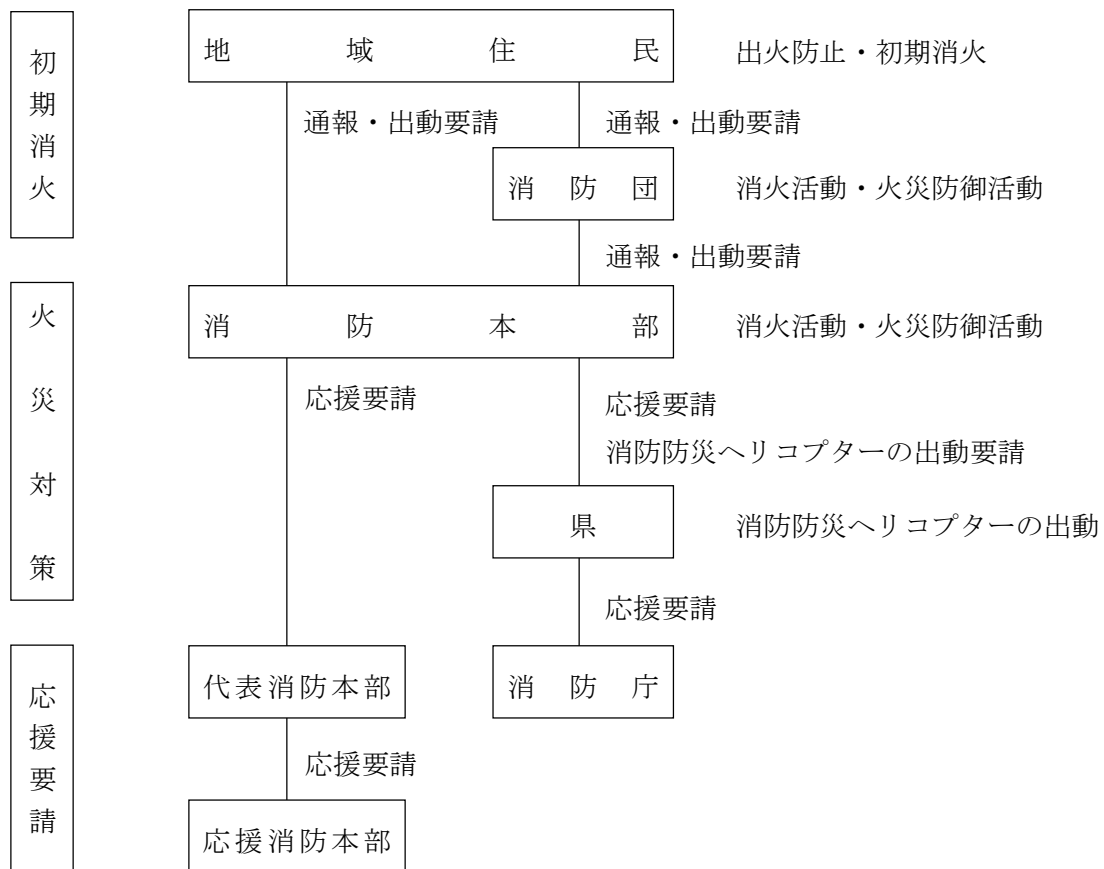 初期消火
地域住民 出火防止・初期消火
通報・出動要請 通報・出動要請
消防団 消火活動・火災防御活動
通報・出動要請
火災対策
消防本部 消火活動・火災防御活動
応援要請 応援要請
消防防災ヘリコプターの出動要請
県 消防防災ヘリコプターの出動
応援要請
応援要請
代表消防本部 消防庁
応援要請
応援消防本部